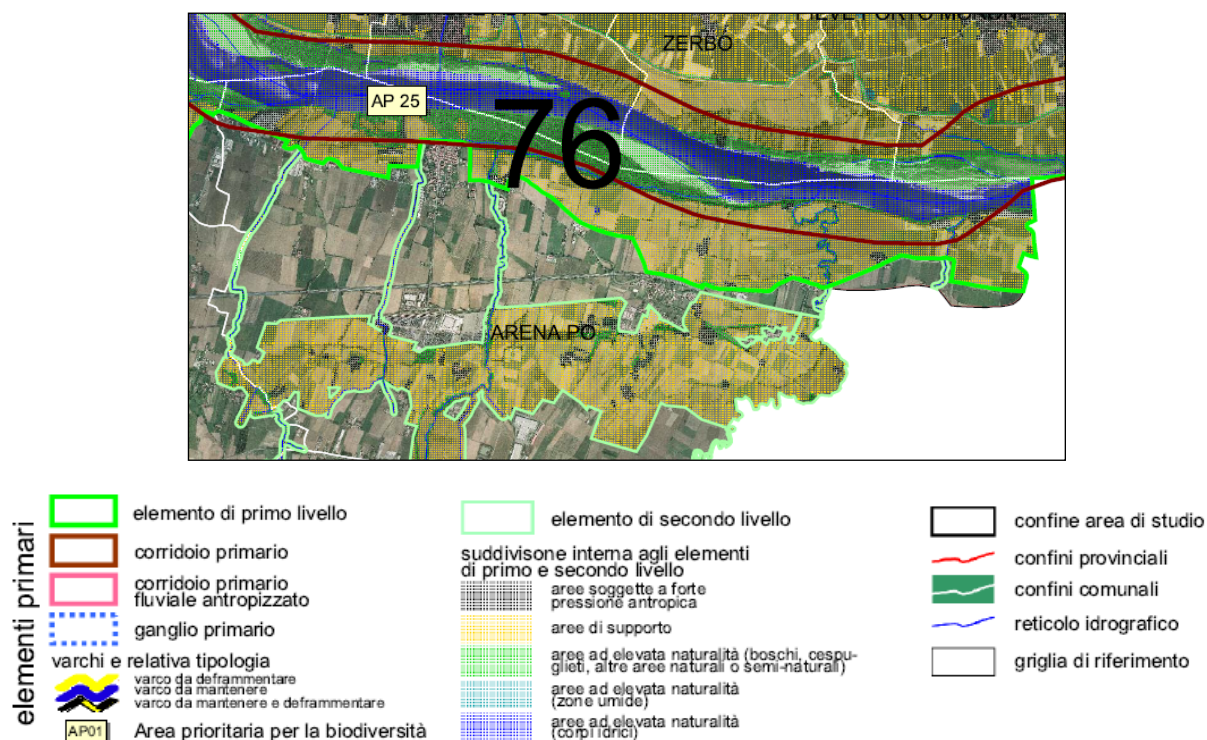 PIEVE PORTO MORONE
ZERBO
AP 25
76
ARENA PO
elementi primari
elemento di primo livello
corridoio primario
corridoio primario
fluviale antropizzato
ganglio primario
varchi e relativa tipologia
varco da deframmentare
varco da mantenere
varco da mantenere e deframmentare
AP01
Area prioritaria per la biodiversità
elemento di secondo livello
suddivisone interna agli elementi
di primo e secondo livello
aree soggette a forte
pressione antropica
aree di supporto
aree ad elevata naturalità (boschi, cespu-
glieti, altre aree naturali o semi-naturali)
aree ad elevata naturalità
(zone umide)
aree ad elevata naturalità
(corpi idrici)
confine area di studio
confini provinciali
confini comunali
reticolo idrografico
griglia di riferimento